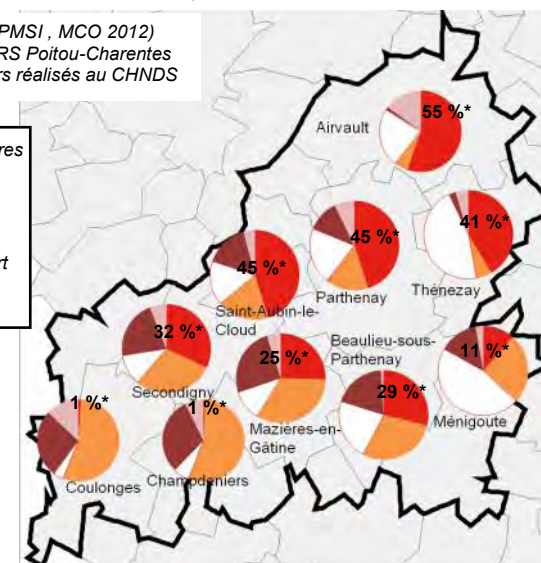 PMSI , MCO 2012)
RS Poitou-Charentes
rs réalisés au CHNDS
res
rt
55 %*
Airvault
45 %*
41 %*
45 %*
Parthenay
Thénezay
Saint-Aubin-le-
Cloud
32 %*
25 %*
Beaulieu-sous-
Parthenay
11 %*
Secondigny
29 %*
Ménigoute
1 %*
1 %*
Mazières-en-
Gâtine
Coulonges
Champdeniers